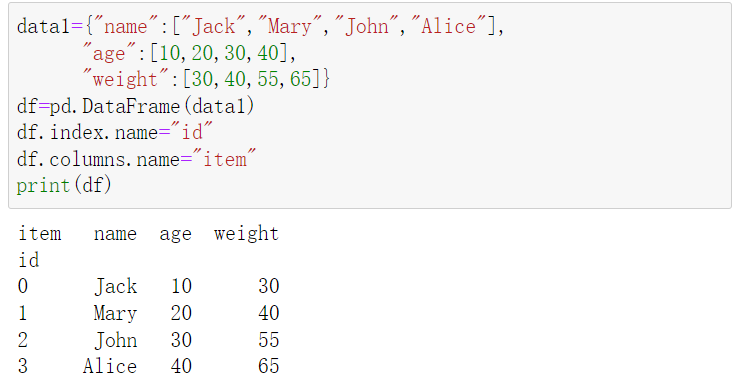 data1={"name":["Jack","Mary","John","Alice"],
"age":[10,20,30,40],
"weight":[30,40,55,65]}
df=pd.DataFrame(data1)
df.index.name="id"
df.columns.name="item"
print(df)
item name age weight
id
0 Jack 10 30
1 Mary 20 40
2 John 30 55
3 Alice 40 65